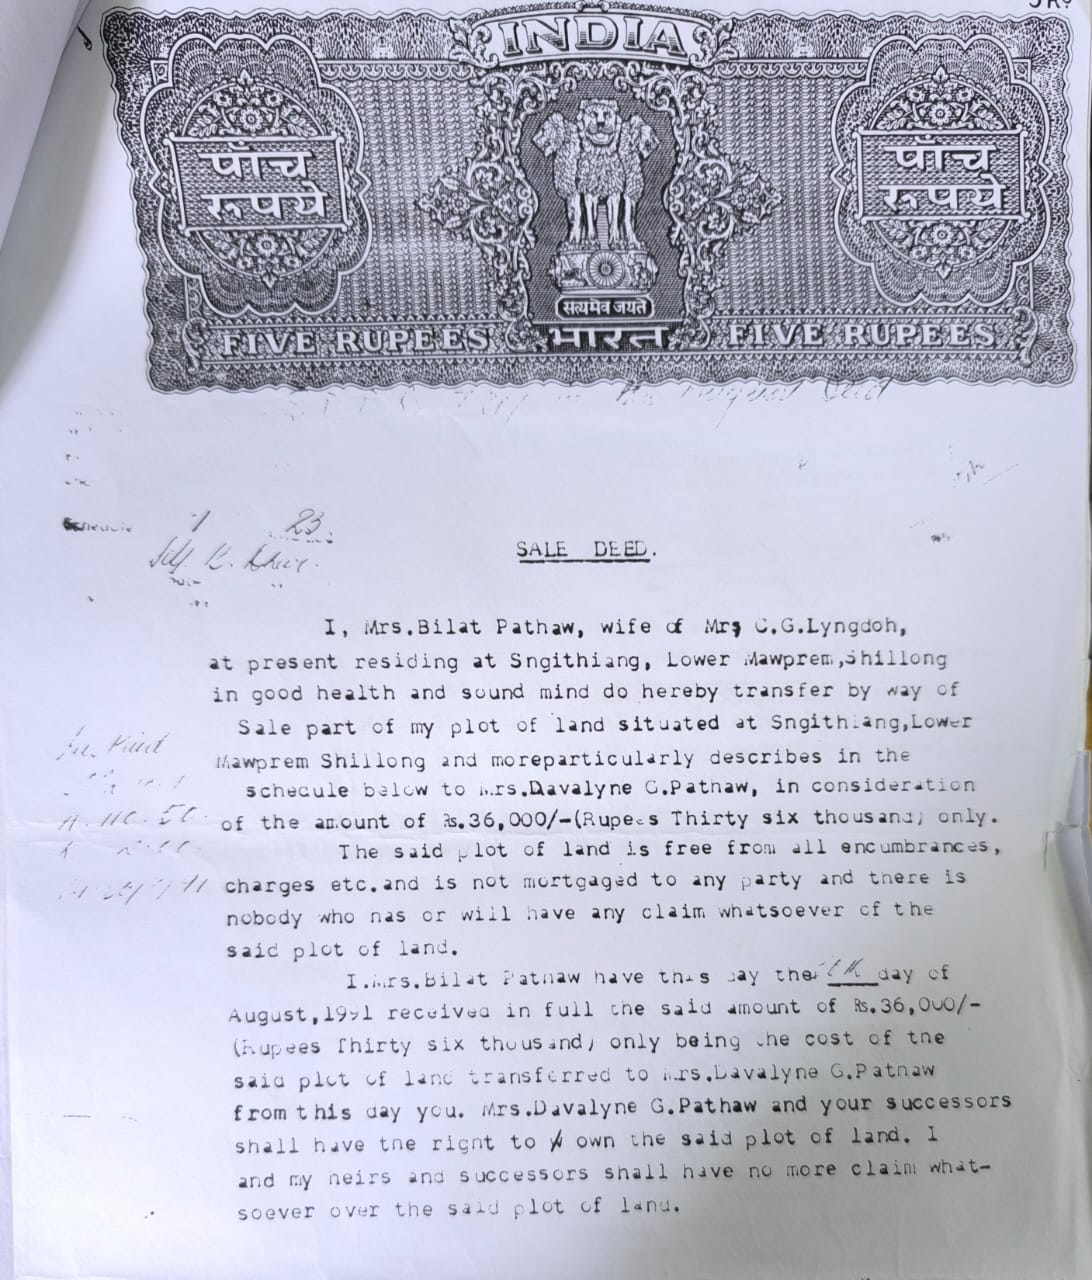 INDIA
पाँच
रूपये
पाँच
रूपये
सत्यमेव जयते
FIVE RUPEES भारत FIVE RUPEES
23.
SALE DEED.
I, Mrs.Bilat Pathaw, wife of Mr, C.G.Lyngdoh,
at present residing at Sngithiang, Lower Mawprem,Shillong
in good health and sound mind do hereby transfer by way of
Sale part of my plot of land situated at Sngithiang,Lower
Mawprem Shillong and moreparticularly describes in the
schedule below to Mrs.Davalyne G.Pathaw, in consideration
of the amount of Rs.36,000/-(Rupees Thirty six thousand) only.
The said plot of land is free from all encumbrances,
charges etc.and is not mortgaged to any party and there is
nobody who has or will have any claim whatsoever of the
said plot of land.
I.Mrs.Bilat Pathaw have this day the day of
August,1991 received in full the said amount of Rs.36,000/-
(Rupees Thirty six thousand) only being the cost of the
said plot of land transferred to Mrs.Davalyne G.Pathaw
from this day you. Mrs.Davalyne G.Pathaw and your successors
shall have the right to own the said plot of land. I
and my heirs and successors shall have no more claim what-
soever over the said plot of land.